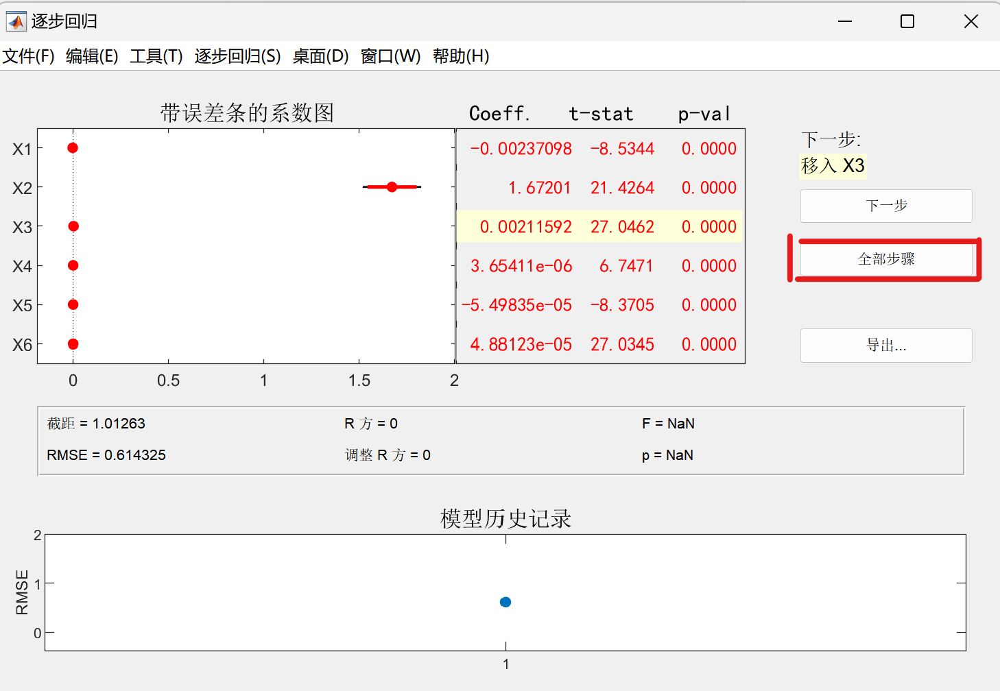 逐步回归
文件(F) 编辑(E) 工具(T) 逐步回归(S) 桌面(D) 窗口(W) 帮助(H)
带误差条的系数图
Coeff. t-stat p-val
X1 -0.00237098 -8.5344 0.0000
X2 1.67201 21.4264 0.0000
X3 0.00211592 27.0462 0.0000
X4 3.65411e-06 6.7471 0.0000
X5 -5.49835e-05 -8.3705 0.0000
X6 4.88123e-05 27.0345 0.0000
0 0.5 1 1.5 2
下一步:
移入 X3
下一步
全部步骤
导出...
截距 = 1.01263 R 方 = 0 F = NaN
RMSE = 0.614325 调整 R 方 = 0 p = NaN
模型历史记录
RMSE
2
1
0
1